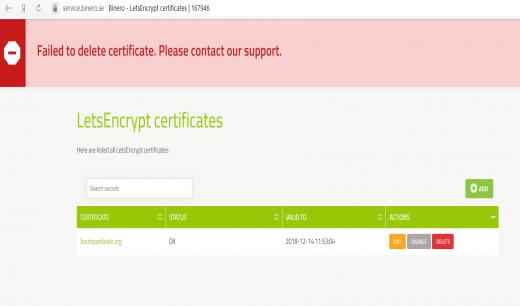 service.binero.se Binero - LetsEncrypt certificates | 167946
Failed to delete certificate. Please contact our support.
LetsEncrypt certificates
Here are listed all LetsEncrypt certificates
Search records
ADD
CERTIFICATE STATUS VALID TO ACTIONS
OK 2018-12-14 11:53:04 EDIT DISABLE DELETE